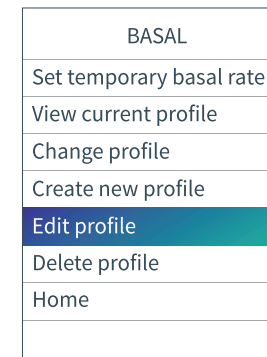 BASAL
Set temporary basal rate
View current profile
Change profile
Create new profile
Edit profile
Delete profile
Home